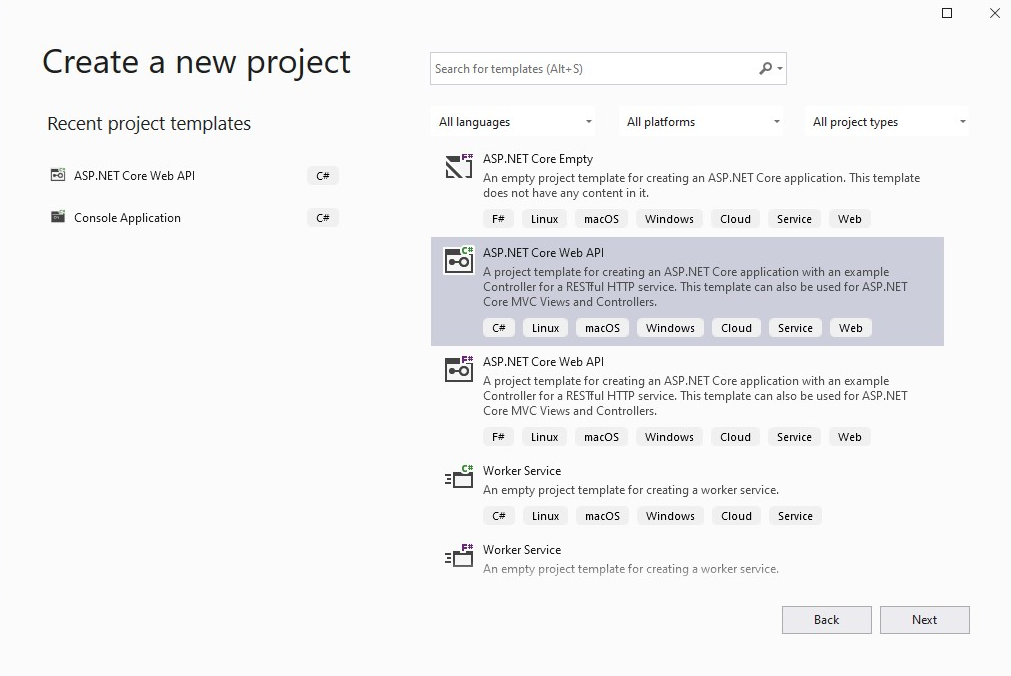 Create a new project
Search for templates (Alt+S)
Recent project templates
All languages
All platforms
All project types
ASP.NET Core Web API
C#
Console Application
C#
F#
ASP.NET Core Empty
An empty project template for creating an ASP.NET Core application. This template
does not have any content in it.
F# Linux macOS Windows Cloud Service Web
C#
ASP.NET Core Web API
A project template for creating an ASP.NET Core application with an example
Controller for a RESTful HTTP service. This template can also be used for ASP.NET
Core MVC Views and Controllers.
C# Linux macOS Windows Cloud Service Web
F#
ASP.NET Core Web API
A project template for creating an ASP.NET Core application with an example
Controller for a RESTful HTTP service. This template can also be used for ASP.NET
Core MVC Views and Controllers.
F# Linux macOS Windows Cloud Service Web
C#
Worker Service
An empty project template for creating a worker service.
C# Linux macOS Windows Cloud Service
F#
Worker Service
An empty project template for creating a worker service.
Back
Next